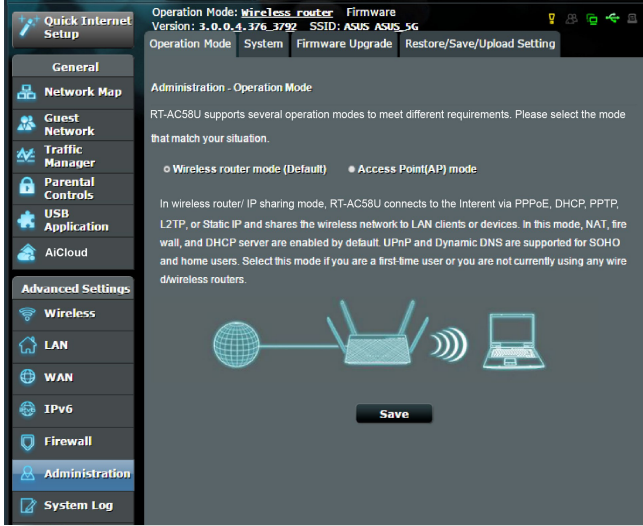 Quick Internet
Setup
General
Network Map
Guest
Network
Traffic
Manager
Parental
Controls
USB
Application
AiCloud
Advanced Settings
Wireless
LAN
WAN
IPv6
Firewall
Administration
System Log
Operation Mode: Wireless router Firmware
Version: 3.0.0.4.376_3792 SSID: ASUS ASUS_5G
Operation Mode System Firmware Upgrade Restore/Save/Upload Setting
Administration - Operation Mode
RT-AC58U supports several operation modes to meet different requirements. Please select the mode
that match your situation.
Wireless router mode (Default) Access Point(AP) mode
In wireless router/ IP sharing mode, RT-AC58U connects to the Interent via PPPoE, DHCP, PPTP,
L2TP, or Static IP and shares the wireless network to LAN clients or devices. In this mode, NAT, fire
wall, and DHCP server are enabled by default. UPnP and Dynamic DNS are supported for SOHO
and home users. Select this mode if you are a first-time user or you are not currently using any wire
d/wireless routers.
Save